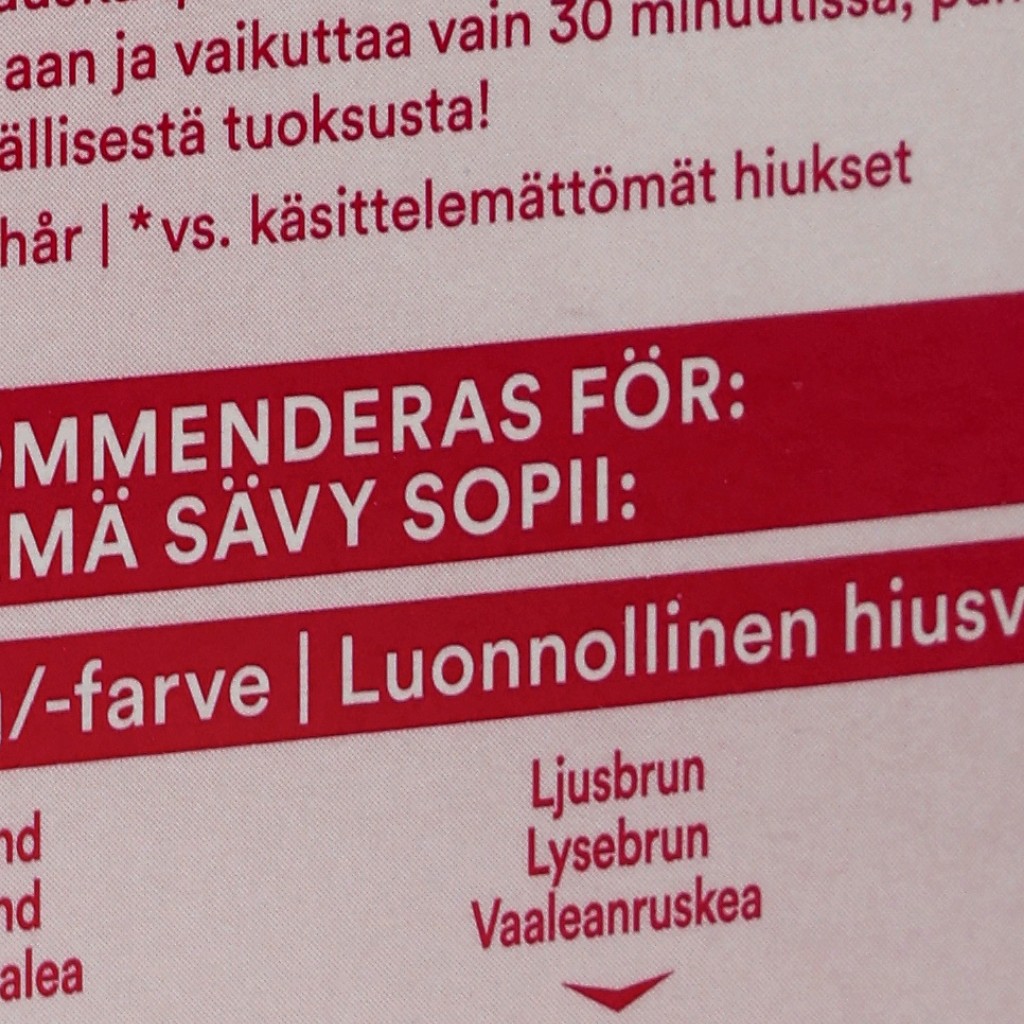 aan ja vaikuttaa vain 30 minuutissa,
ällisestä tuoksusta!
hår | *vs. käsittelemättömät hiukset
OMMENDERAS FÖR:
MÄ SÄVY SOPII:
/-farve | Luonnollinen hiusv
Ljusbrun
nd
Lysebrun
nd
Vaaleanruskea
alea